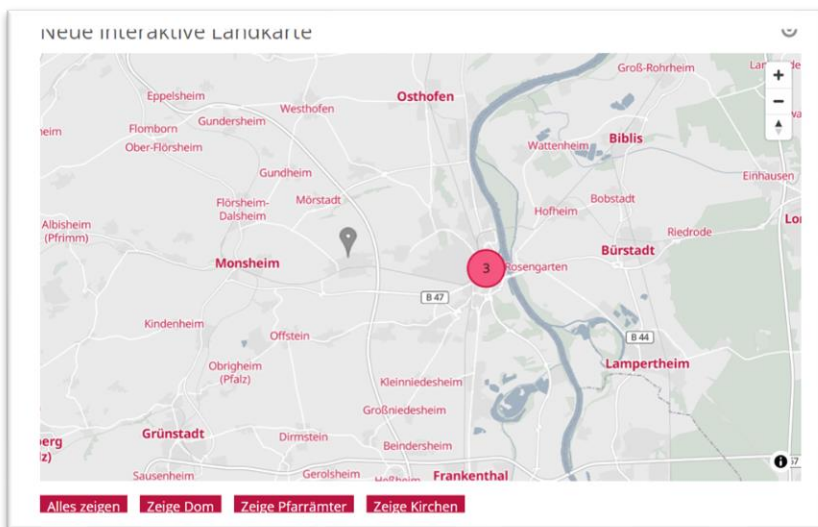 Neue Interaktive Landkarte
Groß-Rohrheim
Eppelsheim
Westhofen
Osthofen
Gundersheim
Flomborn
Ober-Flörsheim
Wattenheim
Biblis
Gundheim
Einhausen
Flörsheim-
Dalsheim
Mörstadt
Bobstadt
Hofheim
Albisheim
(Pfrimm)
Riedrode
Bürstadt
Monsheim
3
Rosengarten
B 47
Kindenheim
Offstein
B 44
Obrigheim
(Pfalz)
Lampertheim
Kleinniedesheim
Großniedesheim
Grünstadt
Dirmstein
Beindersheim
Sausenheim
Gerolsheim
Heßheim
Frankenthal
Alles zeigen
Zeige Dom
Zeige Pfarrämter
Zeige Kirchen